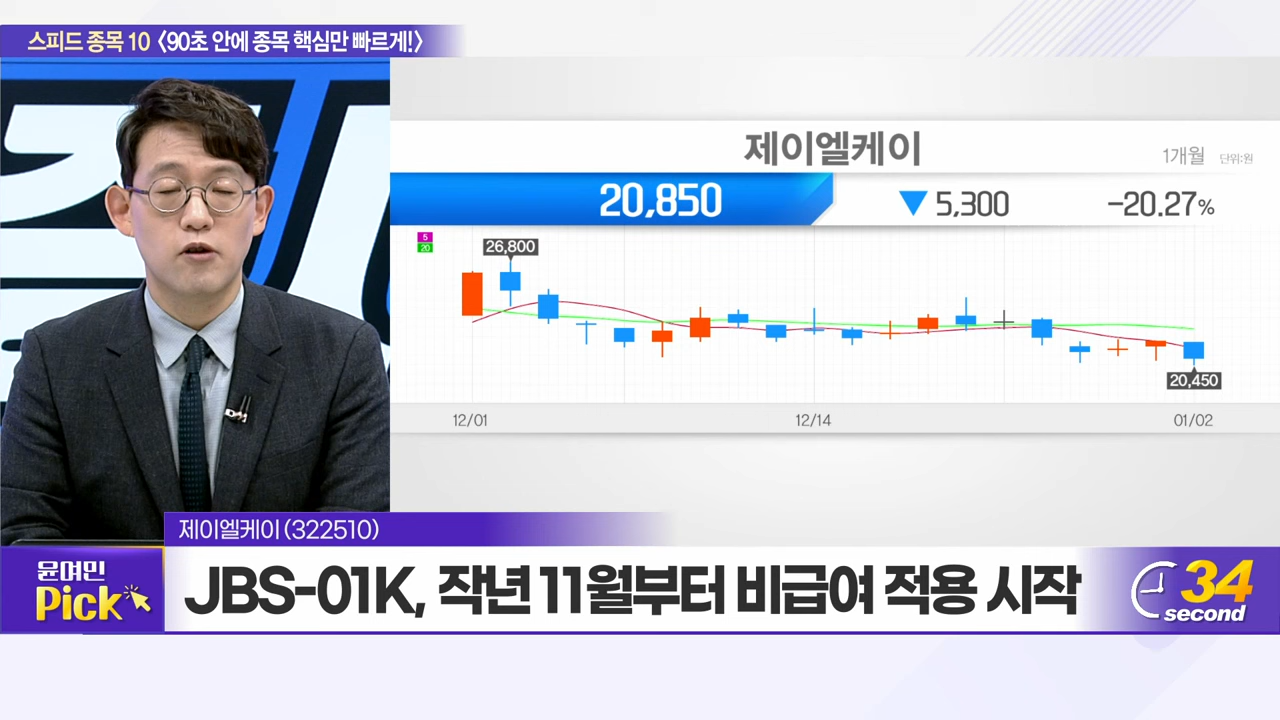 스피드 종목 10 〈90초 안에 종목 핵심만 빠르게!〉
제이엘케이
1개월 단위:원
20,850 ▼ 5,300 -20.27%
5
20
26,800
20,450
12/01 12/14 01/02
제이엘케이 (322510)
윤여민
Pick
JBS-01K, 작년 11월부터 비급여 적용 시작
34
second